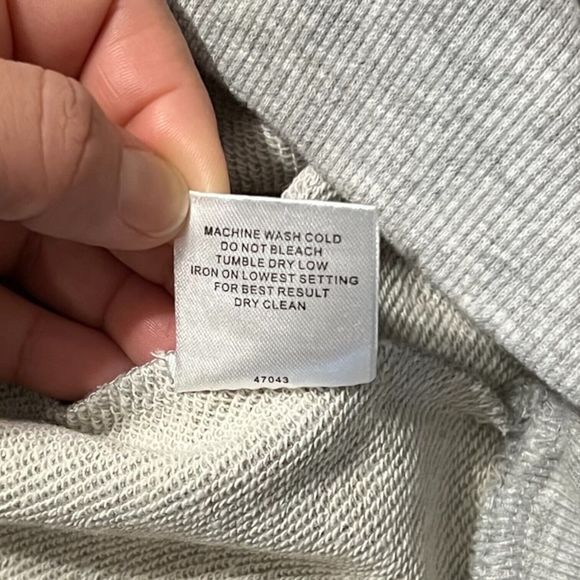 MACHINE WASH COLD
DO NOT BLEACH
TUMBLE DRY LOW
IRON ON LOWEST SETTING
FOR BEST RESULT
DRY CLEAN
47043